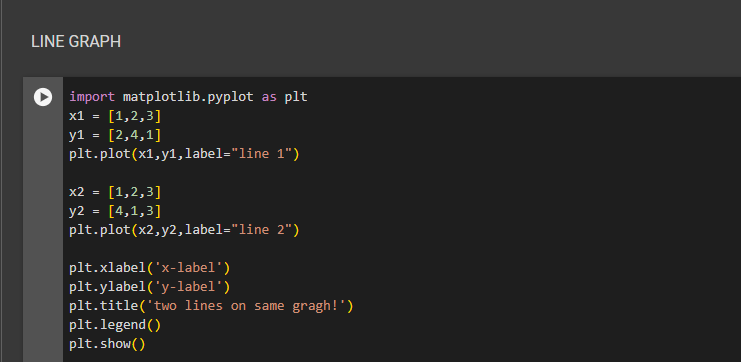 LINE GRAPH
import matplotlib.pyplot as plt
x1 = [1,2,3]
y1 = [2,4,1]
plt.plot(x1,y1,label="line 1")
x2 = [1,2,3]
y2 = [4,1,3]
plt.plot(x2,y2,label="line 2")
plt.xlabel('x-label')
plt.ylabel('y-label')
plt.title('two lines on same gragh!')
plt.legend()
plt.show()